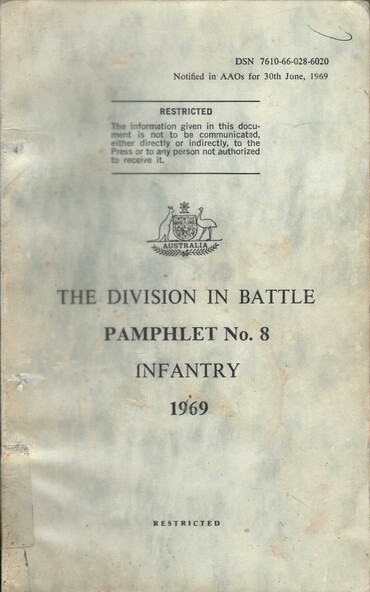 DSN 7610-66-028-6020
Notified in AAOs for 30th June, 1969
RESTRICTED
The information given in this docu-
ment is not to be communicated,
either directly or indirectly, to the
Press or to any person not authorized
to receive it.
AUSTRALIA
THE DIVISION IN BATTLE
PAMPHLET No. 8
INFANTRY
1969
RESTRICTED